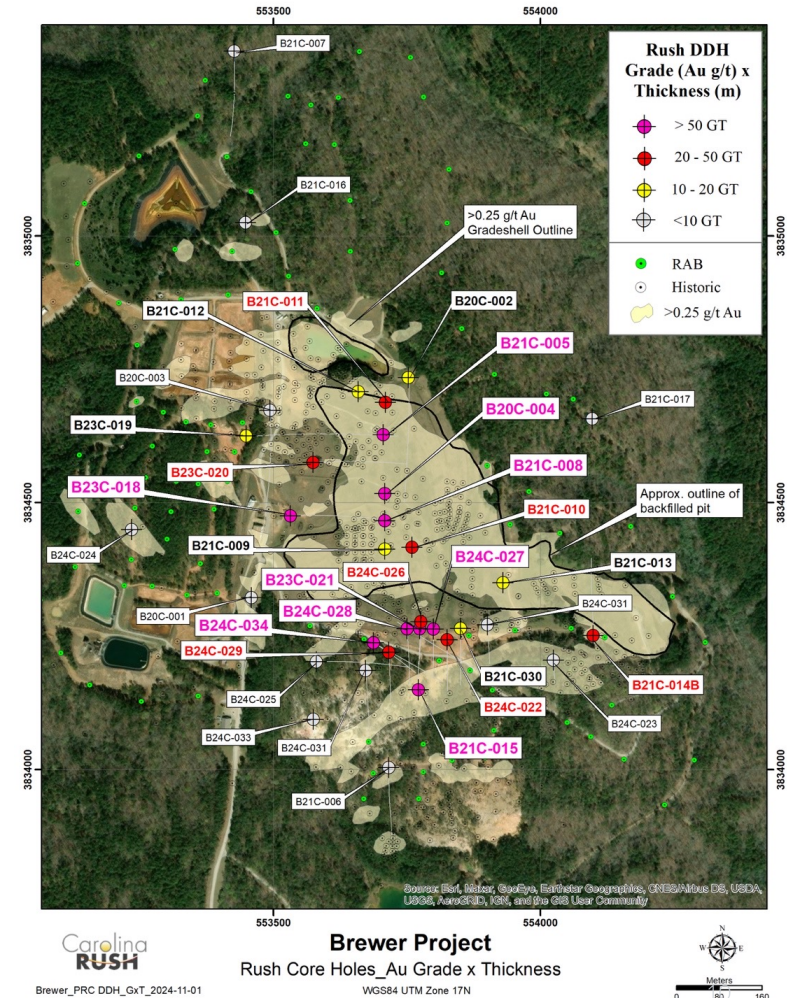 553500
554000
B21C-007
Rush DDH
Grade (Au g/t) x
Thickness (m)
> 50 GT
20 - 50 GT
10 - 20 GT
<10 GT
RAB
Historic
>0.25 g/t Au
B21C-016
>0.25 g/t Au
Gradeshell Outline
3835000
3835000
B21C-011
B20C-002
B21C-012
B21C-005
B20C-003
B21C-017
B20C-004
B23C-019
B23C-020
B21C-008
B23C-018
Approx. outline of
backfilled pit
3834500
3834500
B21C-010
B24C-024
B21C-009
B24C-027
B21C-013
B24C-026
B23C-021
B24C-031
B24C-028
B20C-001
B24C-034
B24C-029
B21C-030
B21C-014B
B24C-025
B24C-022
B24C-023
B24C-033
B24C-031
B21C-015
3834000
3834000
B21C-006
Source: Esri, Maxar, GeoEye, Earthstar Geographics, CNES/Airbus DS, USDA,
USGS, AeroGRID, IGN, and the GIS User Community
553500
554000
Carolina
RUSH
Brewer Project
Rush Core Holes_Au Grade x Thickness
Brewer_PRC DDH_GxT_2024-11-01
WGS84 UTM Zone 17N
N
W
E
S
Meters
0 80 160